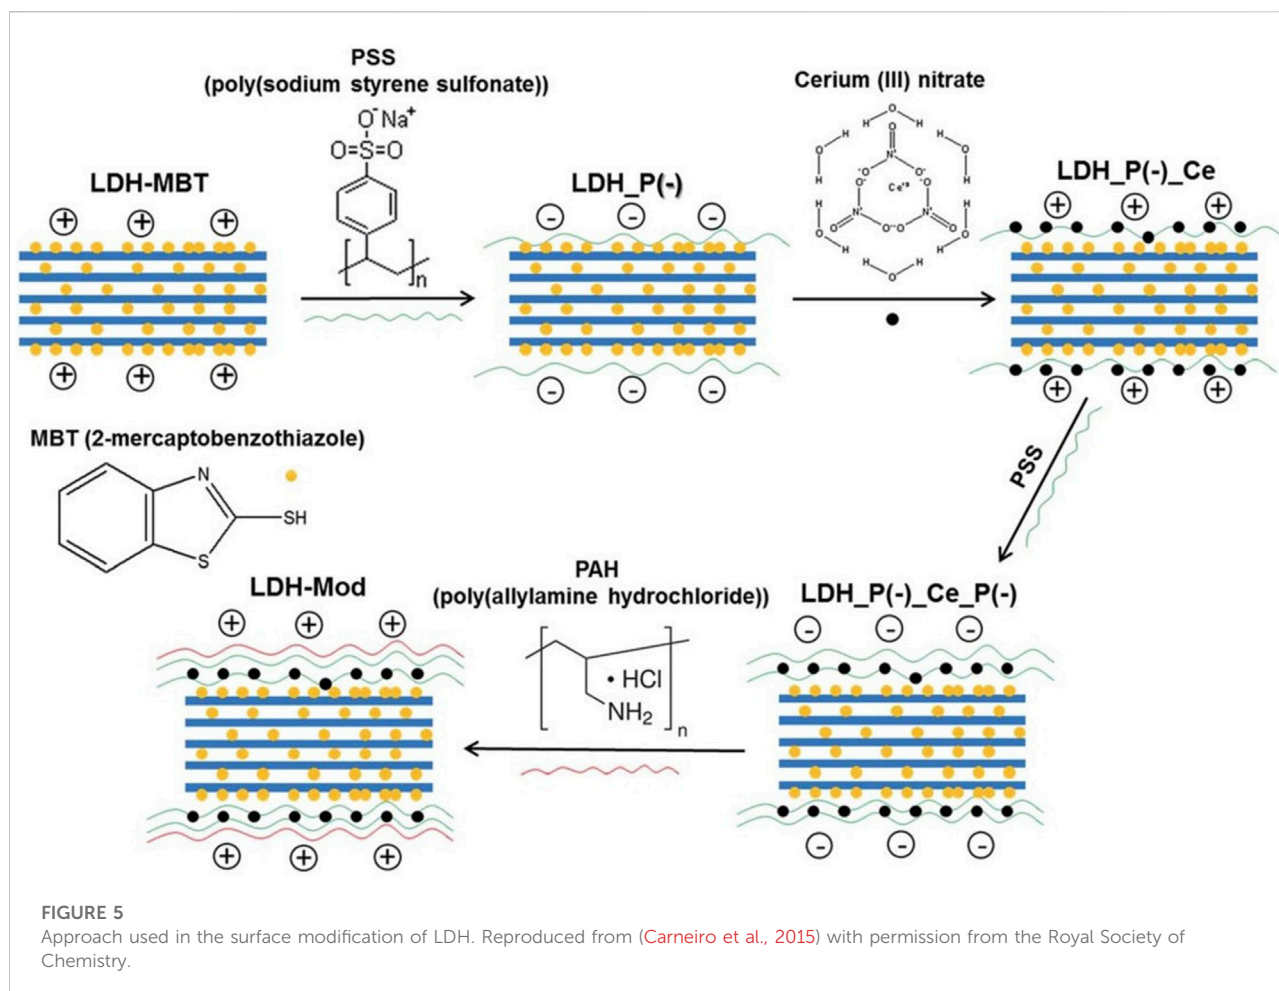 PSS
(poly(sodium styrene sulfonate))
O⁻Na⁺
O=S=O
n
Cerium (III) nitrate
LDH-MBT
LDH_P(-)
LDH_P(-)_Ce
MBT (2-mercaptobenzothiazole)
N
SH
S
PSS
LDH-Mod
PAH
(poly(allylamine hydrochloride))
• HCl
NH₂
n
LDH_P(-)_Ce_P(-)
FIGURE 5
Approach used in the surface modification of LDH. Reproduced from (Carneiro et al., 2015) with permission from the Royal Society of
Chemistry.